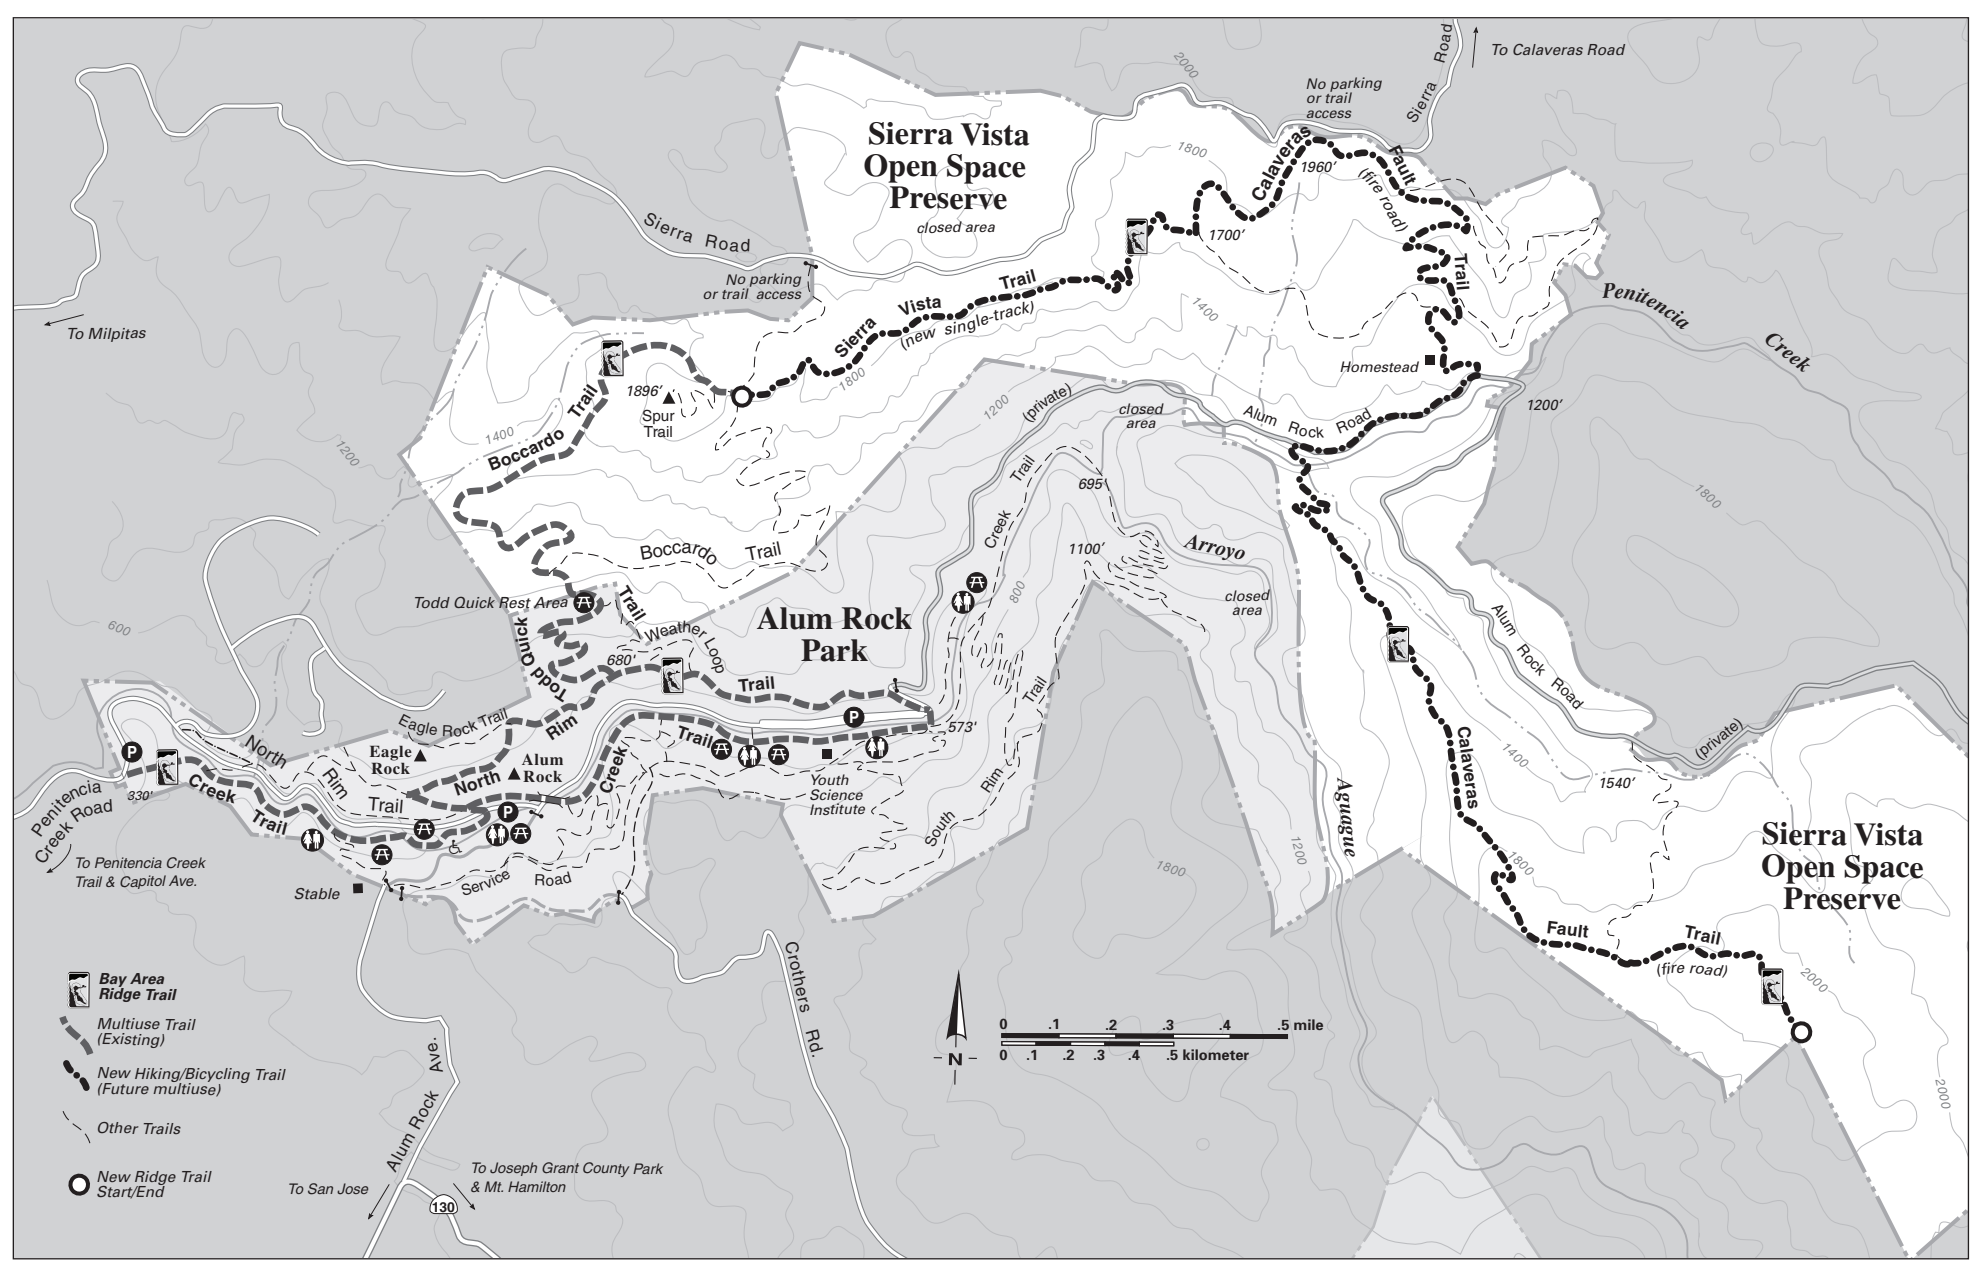 To Calaveras Road
Sierra Road
2000
No parking
or trail
access
Sierra Vista
Open Space
Preserve
closed area
1800
Calaveras
Fault
Trail
(fire road)
1960’
1700’
Sierra Road
No parking
or trail access
To Milpitas
Sierra Vista Trail
(new single-track)
1800
1400
Penitencia
Creek
Homestead
1200’
1896’
Spur
Trail
Boccardo Trail
1400
1200
1200
(private)
closed
area
Alum Rock Road
1800
Creek Trail
695’
1100’
Arroyo
800
closed
area
Boccardo Trail
Todd Quick Rest Area
Todd Quick
Trail
Weather Loop
680’
600
Alum Rock
Park
Alum Rock Road
(private)
Eagle Rock Trail
North Rim Trail
Eagle
Rock
Alum
Rock
North Rim Trail
Creek Trail
573’
P
P
P
Youth
Science
Institute
South Rim Trail
Penitencia
Creek Road
330’
Creek Trail
To Penitencia Creek
Trail & Capitol Ave.
Stable
Service Road
Aguague
1200
1800
Calaveras
Fault Trail
(fire road)
1400
1540’
1800
2000
2000
Sierra Vista
Open Space
Preserve
Crothers Rd.
Alum Rock Ave.
Bay Area
Ridge Trail
Multiuse Trail
(Existing)
New Hiking/Bicycling Trail
(Future multiuse)
Other Trails
New Ridge Trail
Start/End
To San Jose
To Joseph Grant County Park
& Mt. Hamilton
130
N
0 .1 .2 .3 .4 .5 mile
0 .1 .2 .3 .4 .5 kilometer